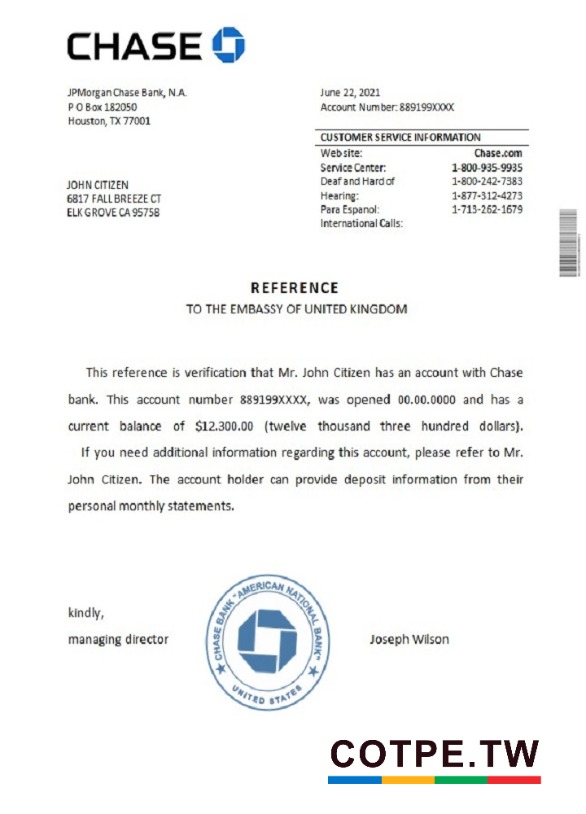 CHASE
JPMorgan Chase Bank, N.A.
P O Box 182050
Houston, TX 77001
June 22, 2021
Account Number: 889199XXXX
CUSTOMER SERVICE INFORMATION
Web site: Chase.com
Service Center: 1-800-935-9935
Deaf and Hard of 1-800-242-7383
Hearing: 1-877-312-4273
Para Espanol: 1-713-262-1679
International Calls:
JOHN CITIZEN
6817 FALL BREEZE CT
ELK GROVE CA 95758
REFERENCE
TO THE EMBASSY OF UNITED KINGDOM
This reference is verification that Mr. John Citizen has an account with Chase
bank. This account number 889199XXXX, was opened 00.00.0000 and has a
current balance of $12.300.00 (twelve thousand three hundred dollars).
If you need additional information regarding this account, please refer to Mr.
John Citizen. The account holder can provide deposit information from their
personal monthly statements.
kindly,
managing director
CHASE BANK "AMERICAN NATIONAL BANK"
UNITED STATES
Joseph Wilson
COTPE.TW